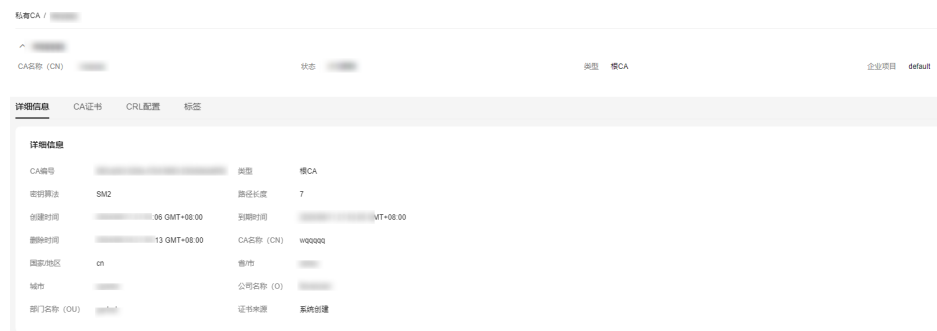 私有CA /
CA名称（CN） 状态 类型 根CA 企业项目 default
详细信息 CA证书 CRL配置 标签
详细信息
CA编号 类型 根CA
密钥算法 SM2 路径长度 7
创建时间 :06 GMT+08:00 到期时间 MT+08:00
删除时间 13 GMT+08:00 CA名称（CN） wqqqqq
国家/地区 cn 省/市
城市 公司名称（O）
部门名称（OU） 证书来源 系统创建